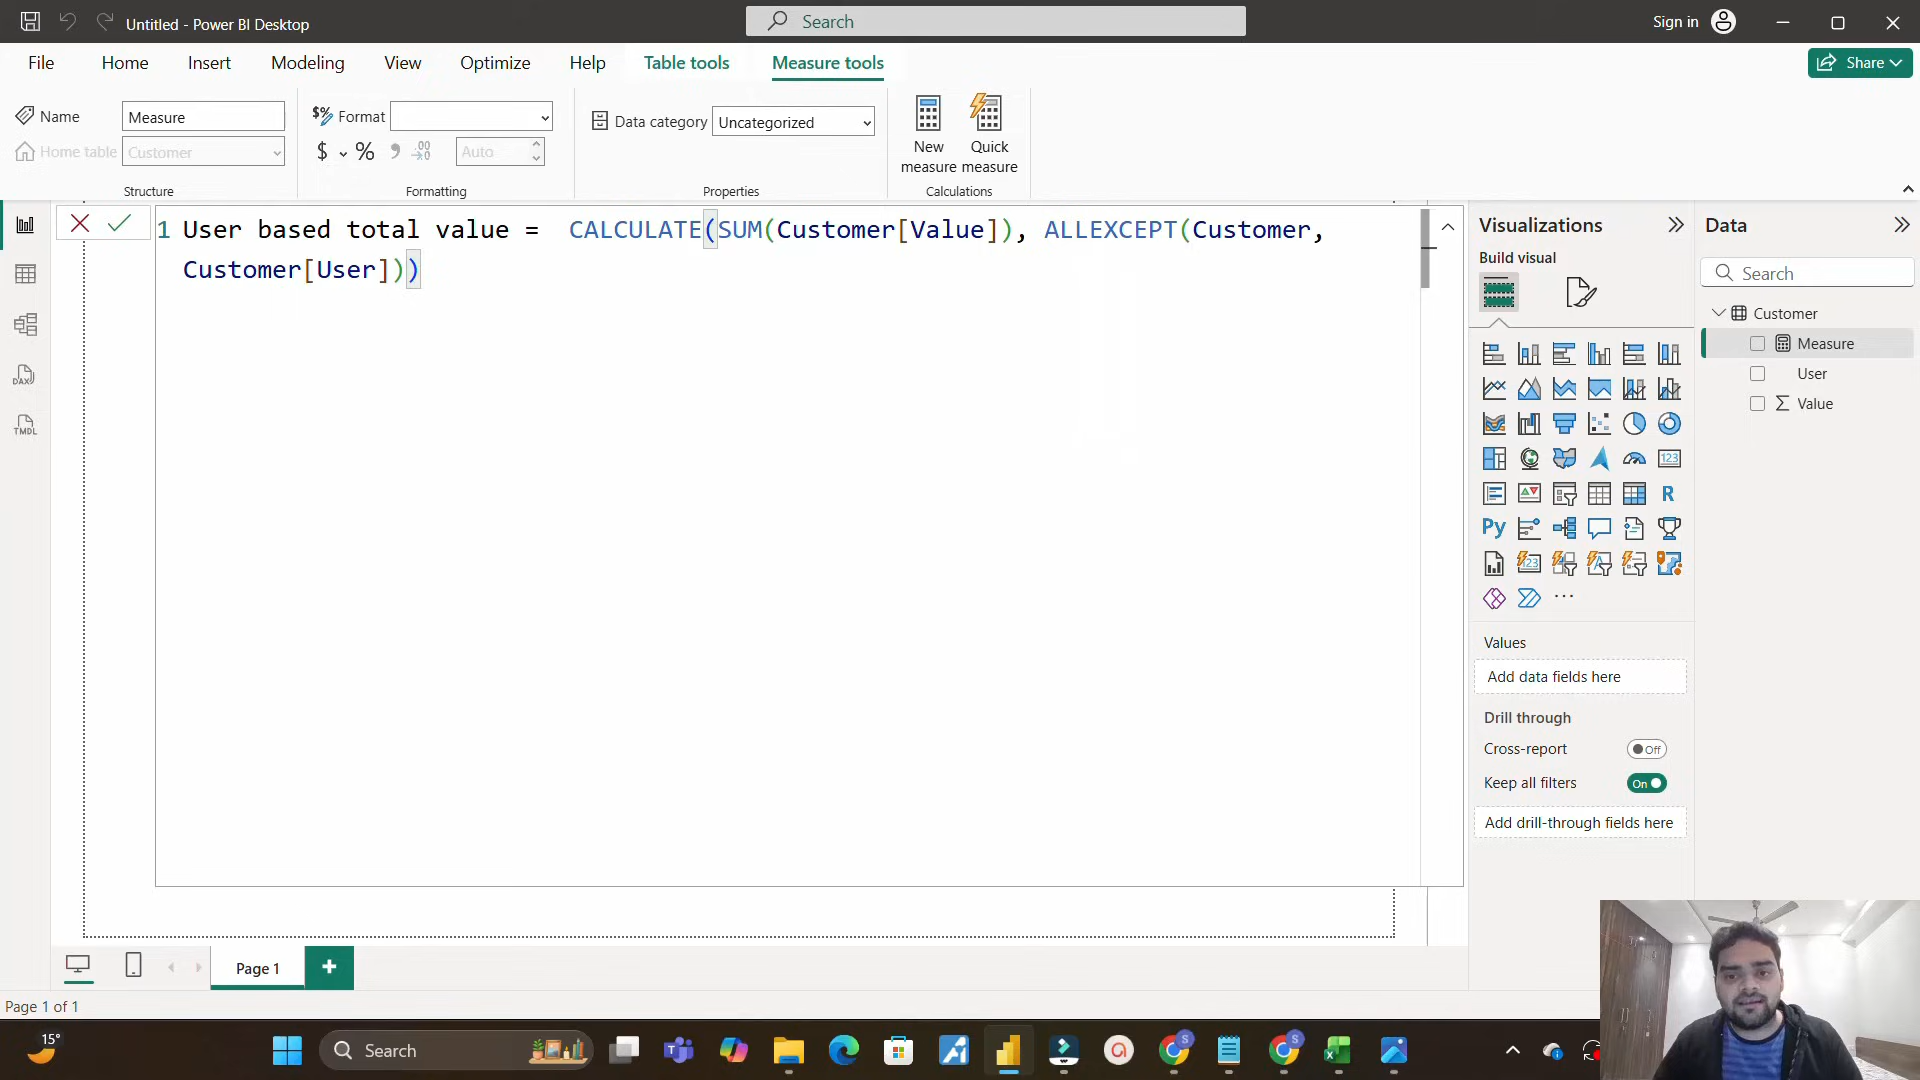 Untitled - Power BI Desktop
Search
Sign in
File
Home
Insert
Modeling
View
Optimize
Help
Table tools
Measure tools
Share
Name
Measure
Home table
Customer
Structure
Format
$
%
Auto
Formatting
Data category
Uncategorized
Properties
New measure
Quick measure
Calculations
1 User based total value =  CALCULATE(SUM(Customer[Value]), ALLEXCEPT(Customer,
Customer[User]))
DAX
TMDL
Visualizations
Build visual
123
R
Py
Values
Add data fields here
Drill through
Cross-report
Off
Keep all filters
On
Add drill-through fields here
Data
Search
Customer
Measure
User
Value
Page 1
Page 1 of 1
15°
Search